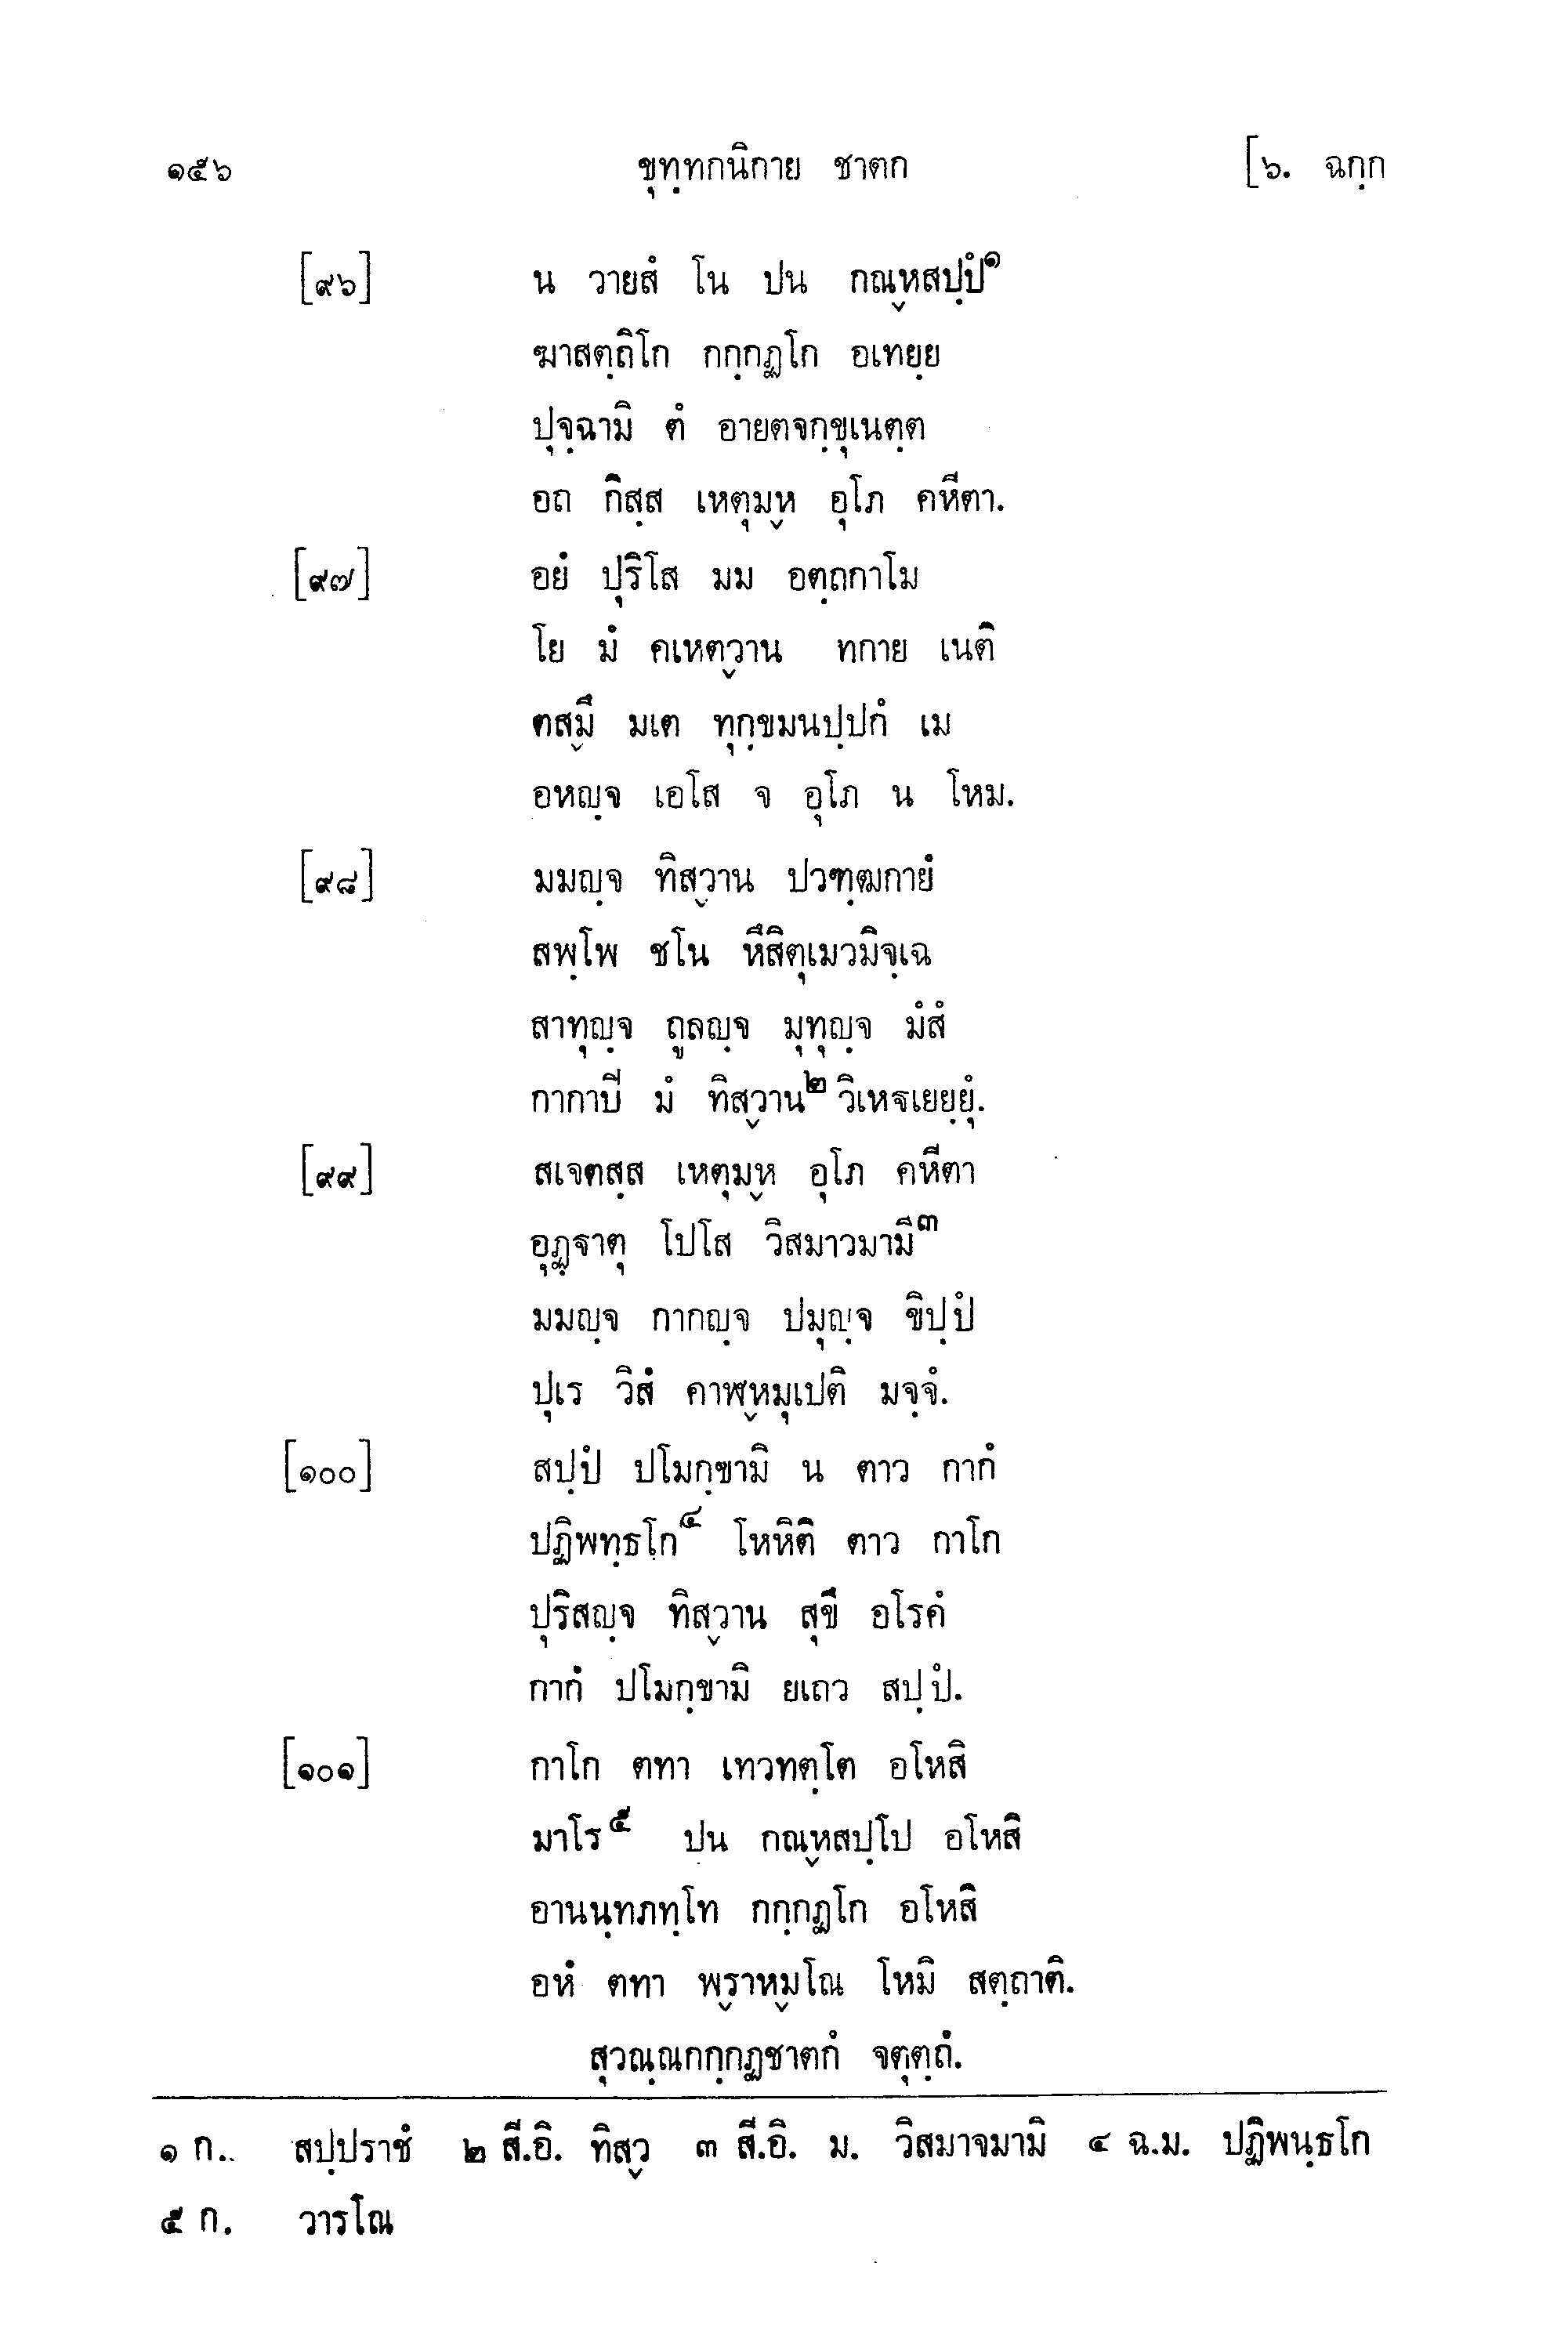 ๑๕๖ ขุทฺทกนิกาย ชาตก [๖. ฉกฺก
[๙๖] น วายสํ โน ปน กณฺหสปฺปํ๑
ฆาสตฺถิโก กกฺกฏโก อเทยฺย
ปุจฺฉามิ ตํ อายตจกฺขุเนตฺต
อถ กิสฺส เหตุมฺห อุโภ คหีตา.
[๙๗] อยํ ปุริโส มม อตฺถกาโม
โย มํ คเหตฺวาน ทกาย เนติ
ตสฺมึ มเต ทุกฺขมนปฺปกํ เม
อหญฺจ เอโส จ อุโภ น โหม.
[๙๘] มมญฺจ ทิสฺวาน ปวฑฺฒกายํ
สพฺโพ ชโน หึสิตุเมวมิจฺเฉ
สาทุญฺจ ถูลญฺจ มุทุญฺจ มํสํ
กากาปี มํ ทิสฺวาน๒ วิเหฐเยยฺยุํ.
[๙๙] สเจตสฺส เหตุมฺห อุโภ คหีตา
อุฏฺฐาตุ โปโส วิสมาวมามี๓
มมญฺจ กากญฺจ ปมุญฺจ ขิปฺปํ
ปุเร วิสํ คาฬฺหมุเปติ มจฺจํ.
[๑๐๐] สปฺปํ ปโมกฺขามิ น ตาว กากํ
ปฏิพทฺธโก๔ โหหิติ ตาว กาโก
ปุริสญฺจ ทิสฺวาน สุขึ อโรคํ
กากํ ปโมกฺขามิ ยเถว สปฺปํ.
[๑๐๑] กาโก ตทา เทวทตฺโต อโหสิ
มาโร๕ ปน กณฺหสปฺโป อโหสิ
อานนฺทภทฺโท กกฺกฏโก อโหสิ
อหํ ตทา พฺราหฺมโณ โหมิ สตฺถาติ.
สุวณฺณกกฺกฏชาตกํ จตุตฺถํ.
๑ ก.. สปฺปราชํ ๒ สี.อิ. ทิสฺว ๓ สี.อิ. ม. วิสมาจมามิ ๔ ฉ.ม. ปฏิพนฺธโก
๕ ก. วารโณ